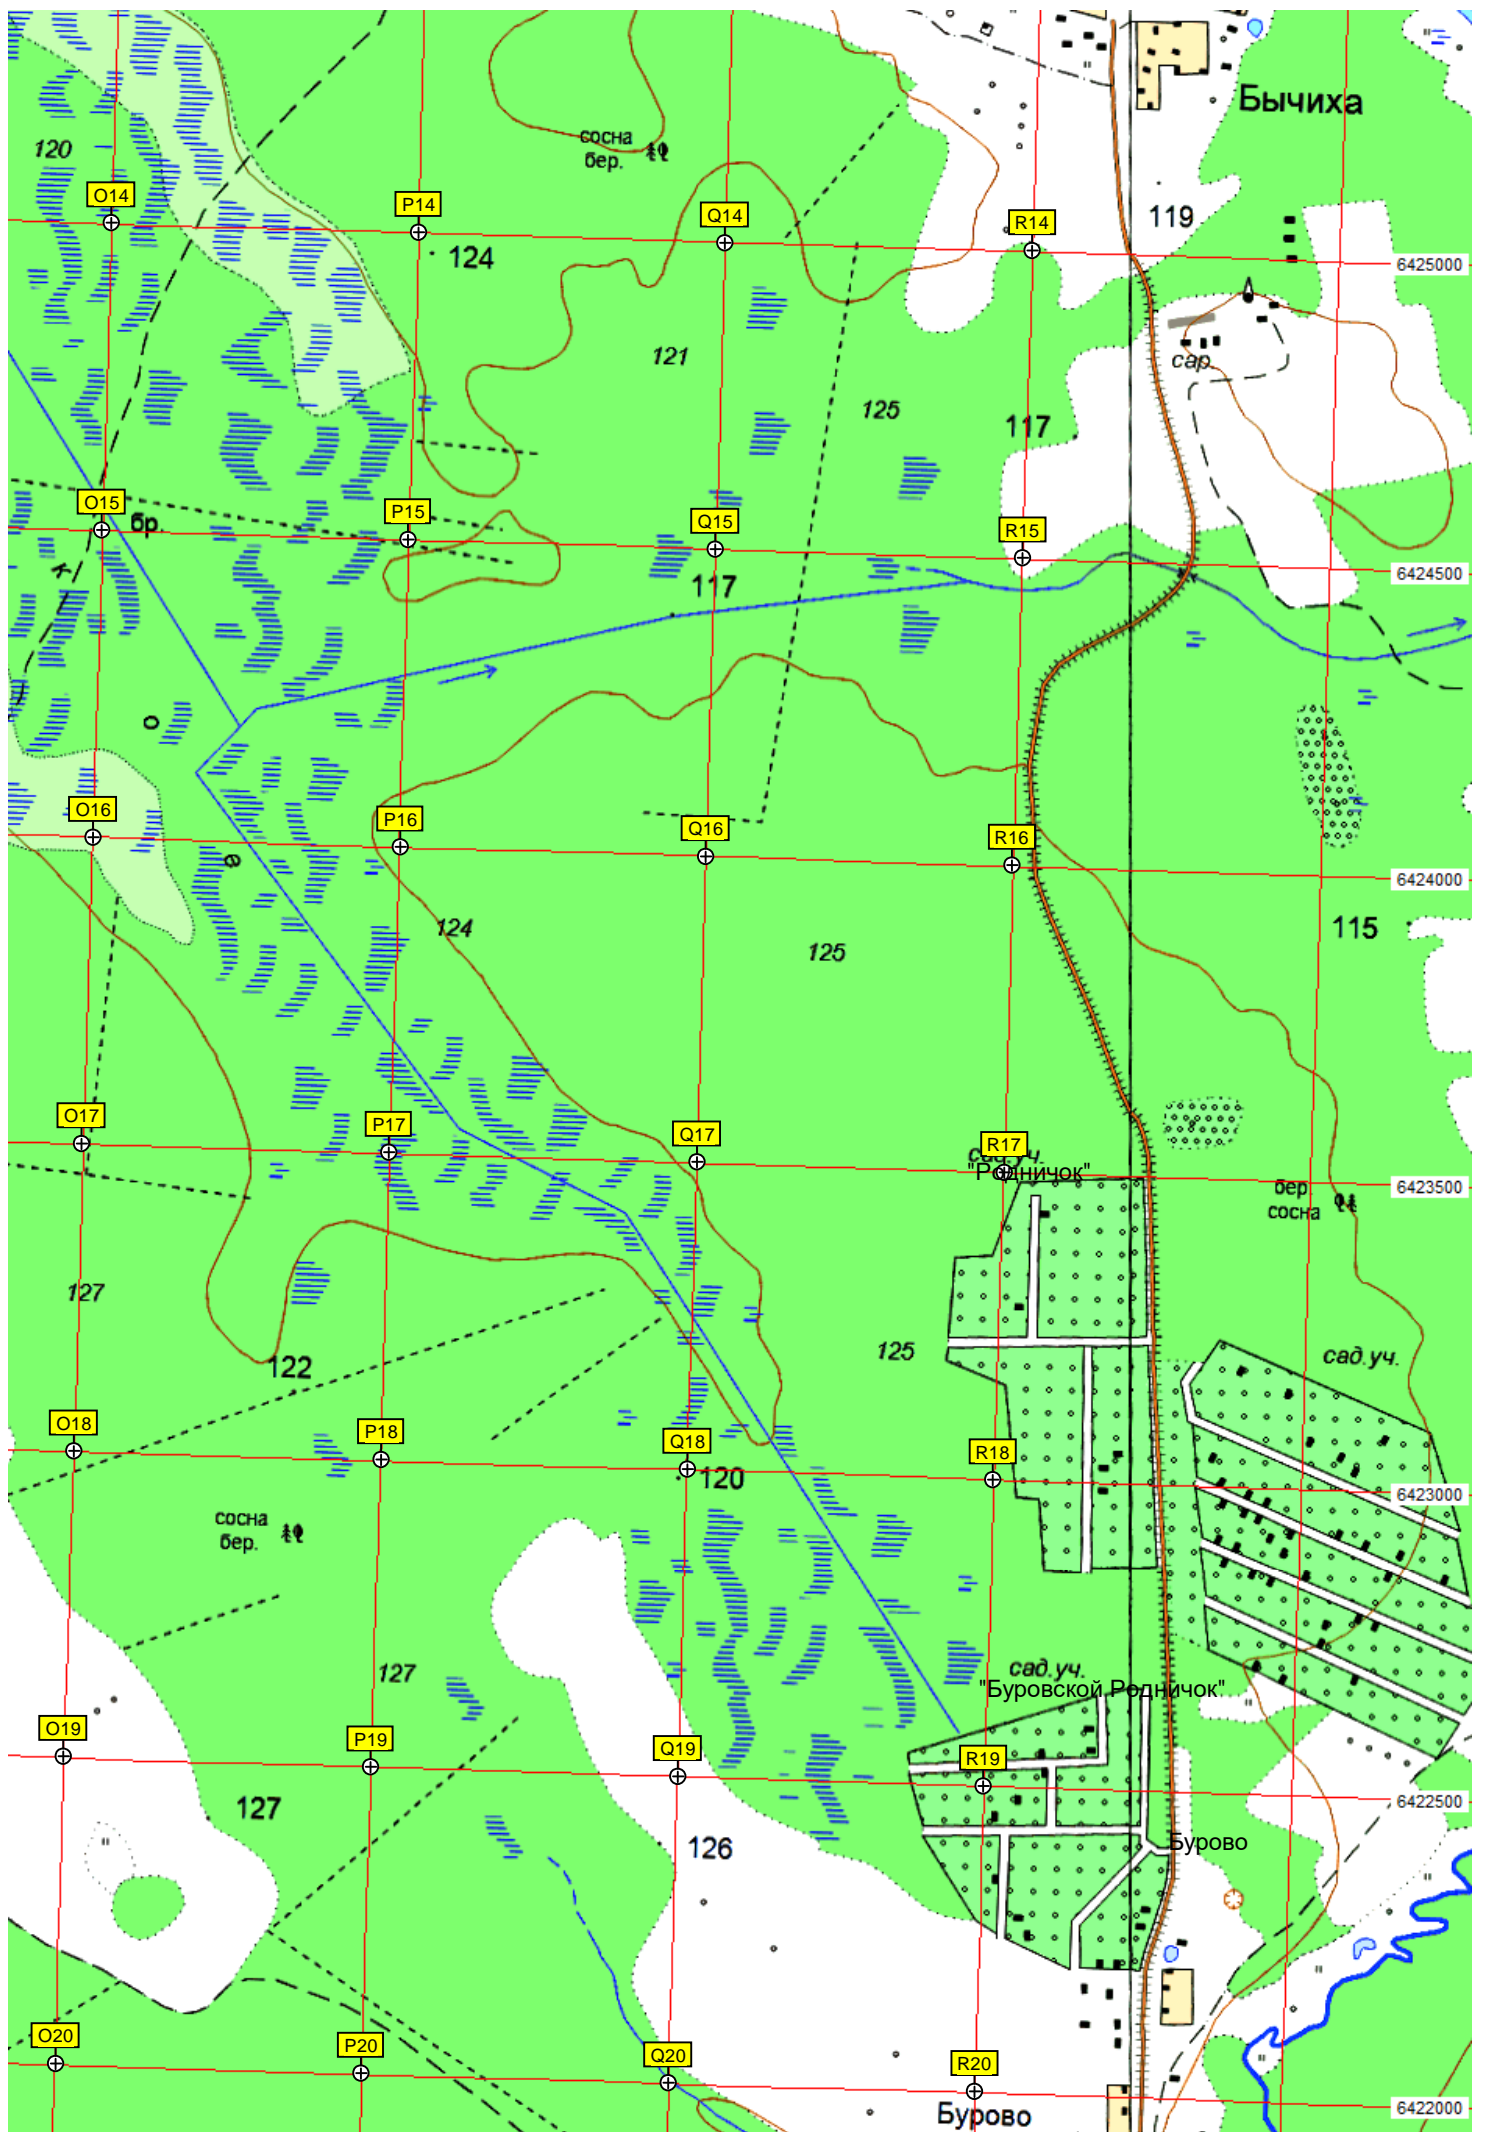 Бычиха
сосна
бер.
120
O14
P14
Q14
R14
119
124
6425000
121
сар.
125
117
O15
бр.
P15
Q15
R15
117
6424500
к
о
O16
P16
Q16
R16
е
6424000
124
125
115
O17
P17
Q17
R17
сад.уч.
"Родничок"
6423500
бер.
сосна
127
122
125
сад.уч.
O18
P18
Q18
R18
120
6423000
сосна
бер.
127
сад.уч.
"Буровской Родничок"
O19
P19
Q19
R19
6422500
127
126
Бурово
O20
P20
Q20
R20
6422000
Бурово